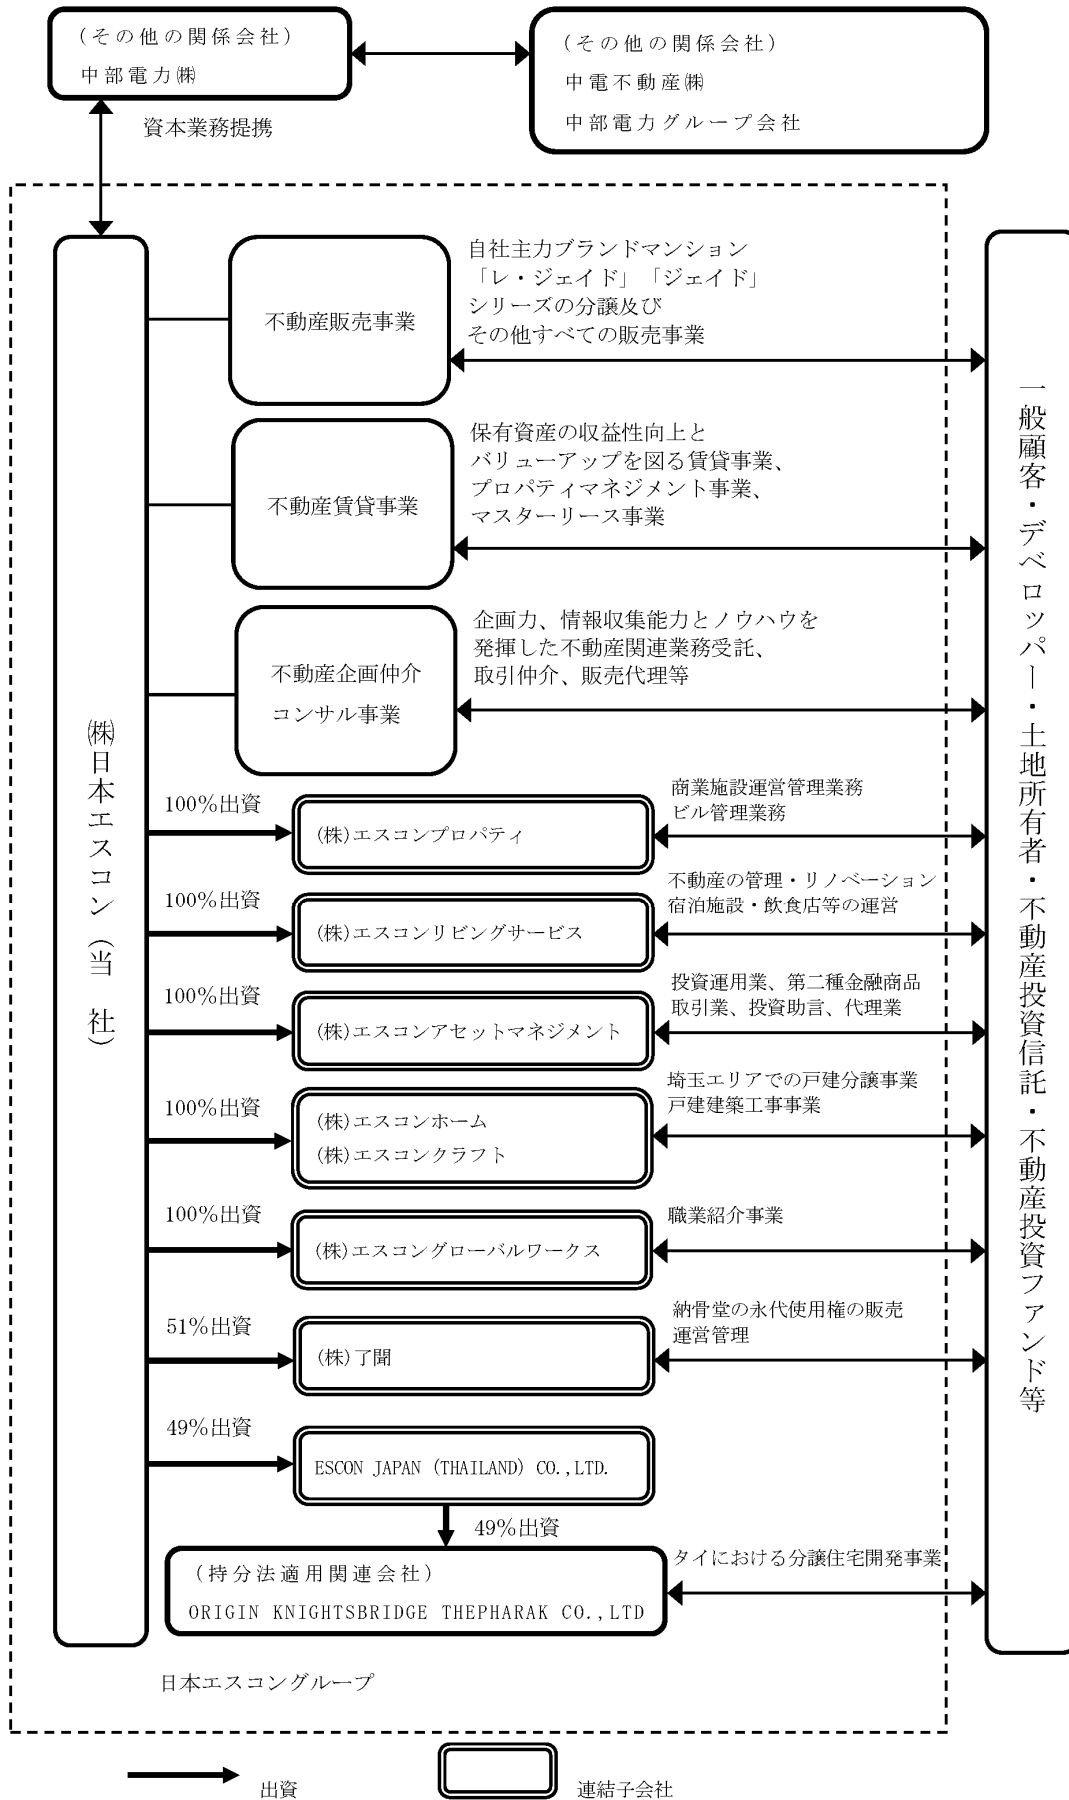 (その他の関係会社)
中部電力㈱
(その他の関係会社)
中電不動産㈱
中部電力グループ会社
資本業務提携
㈱日本エスコン(当 社)
不動産販売事業
自社主力ブランドマンション
「レ・ジェイド」「ジェイド」
シリーズの分譲及び
その他すべての販売事業
不動産賃貸事業
保有資産の収益性向上と
バリューアップを図る賃貸事業、
プロパティマネジメント事業、
マスターリース事業
不動産企画仲介
コンサル事業
企画力、情報収集能力とノウハウを
発揮した不動産関連業務受託、
取引仲介、販売代理等
100％出資
(株)エスコンプロパティ
商業施設運営管理業務
ビル管理業務
100％出資
(株)エスコンリビングサービス
不動産の管理・リノベーション
宿泊施設・飲食店等の運営
100％出資
(株)エスコンアセットマネジメント
投資運用業、第二種金融商品
取引業、投資助言、代理業
100％出資
(株)エスコンホーム
(株)エスコンクラフト
埼玉エリアでの戸建分譲事業
戸建建築工事事業
100％出資
(株)エスコングローバルワークス
職業紹介事業
51％出資
(株)了聞
納骨堂の永代使用権の販売
運営管理
49％出資
ESCON JAPAN (THAILAND) CO.,LTD.
49％出資
(持分法適用関連会社)
ORIGIN KNIGHTSBRIDGE THEPHARAK CO.,LTD
タイにおける分譲住宅開発事業
一般顧客・デベロッパー・土地所有者・不動産投資信託・不動産投資ファンド等
日本エスコングループ
出資
連結子会社